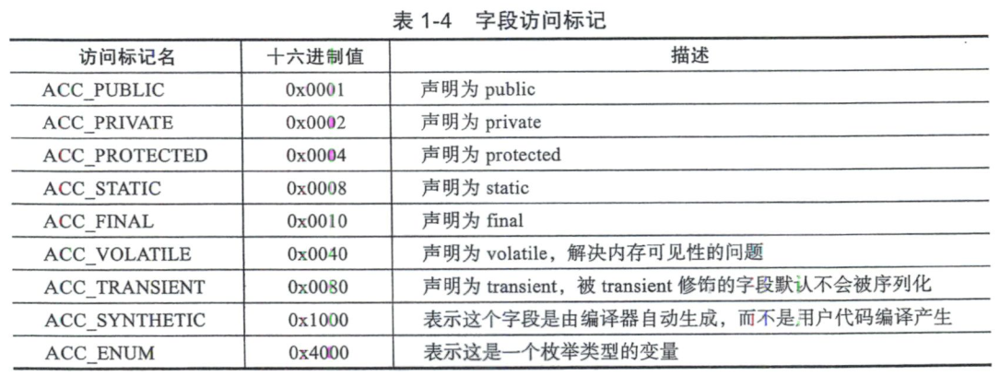 表 1-4 字段访问标记
访问标记名 十六进制值 描述
ACC_PUBLIC 0x0001 声明为 public
ACC_PRIVATE 0x0002 声明为 private
ACC_PROTECTED 0x0004 声明为 protected
ACC_STATIC 0x0008 声明为 static
ACC_FINAL 0x0010 声明为 final
ACC_VOLATILE 0x0040 声明为 volatile，解决内存可见性的问题
ACC_TRANSIENT 0x0080 声明为 transient，被 transient 修饰的字段默认不会被序列化
ACC_SYNTHETIC 0x1000 表示这个字段是由编译器自动生成，而不是用户代码编译产生
ACC_ENUM 0x4000 表示这是一个枚举类型的变量